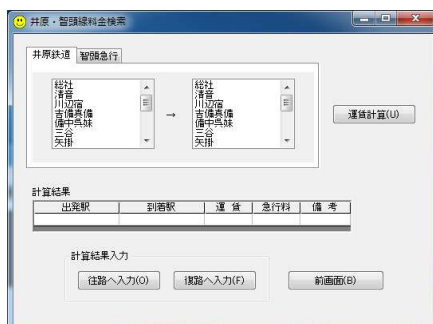 井原・智頭線料金検索
井原鉄道 智頭急行
総社 総社
清音 清音
川辺宿 川辺宿
吉備真備 → 吉備真備 運賃計算(U)
備中呉妹 備中呉妹
三谷 三谷
矢掛 矢掛
計算結果
出発駅 到着駅 運 賃 急行料 備 考
計算結果入力
往路へ入力(O) 復路へ入力(F) 前画面(B)